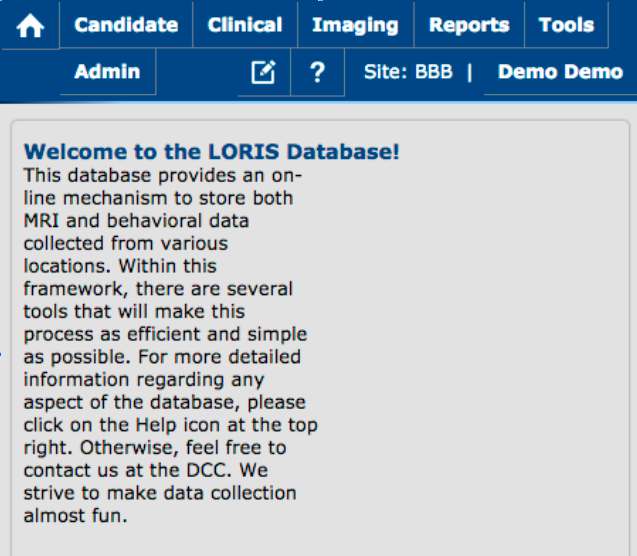 Candidate Clinical Imaging Reports Tools
Admin ? Site: BBB | Demo Demo
Welcome to the LORIS Database!
This database provides an on-
line mechanism to store both
MRI and behavioral data
collected from various
locations. Within this
framework, there are several
tools that will make this
process as efficient and simple
as possible. For more detailed
information regarding any
aspect of the database, please
click on the Help icon at the top
right. Otherwise, feel free to
contact us at the DCC. We
strive to make data collection
almost fun.